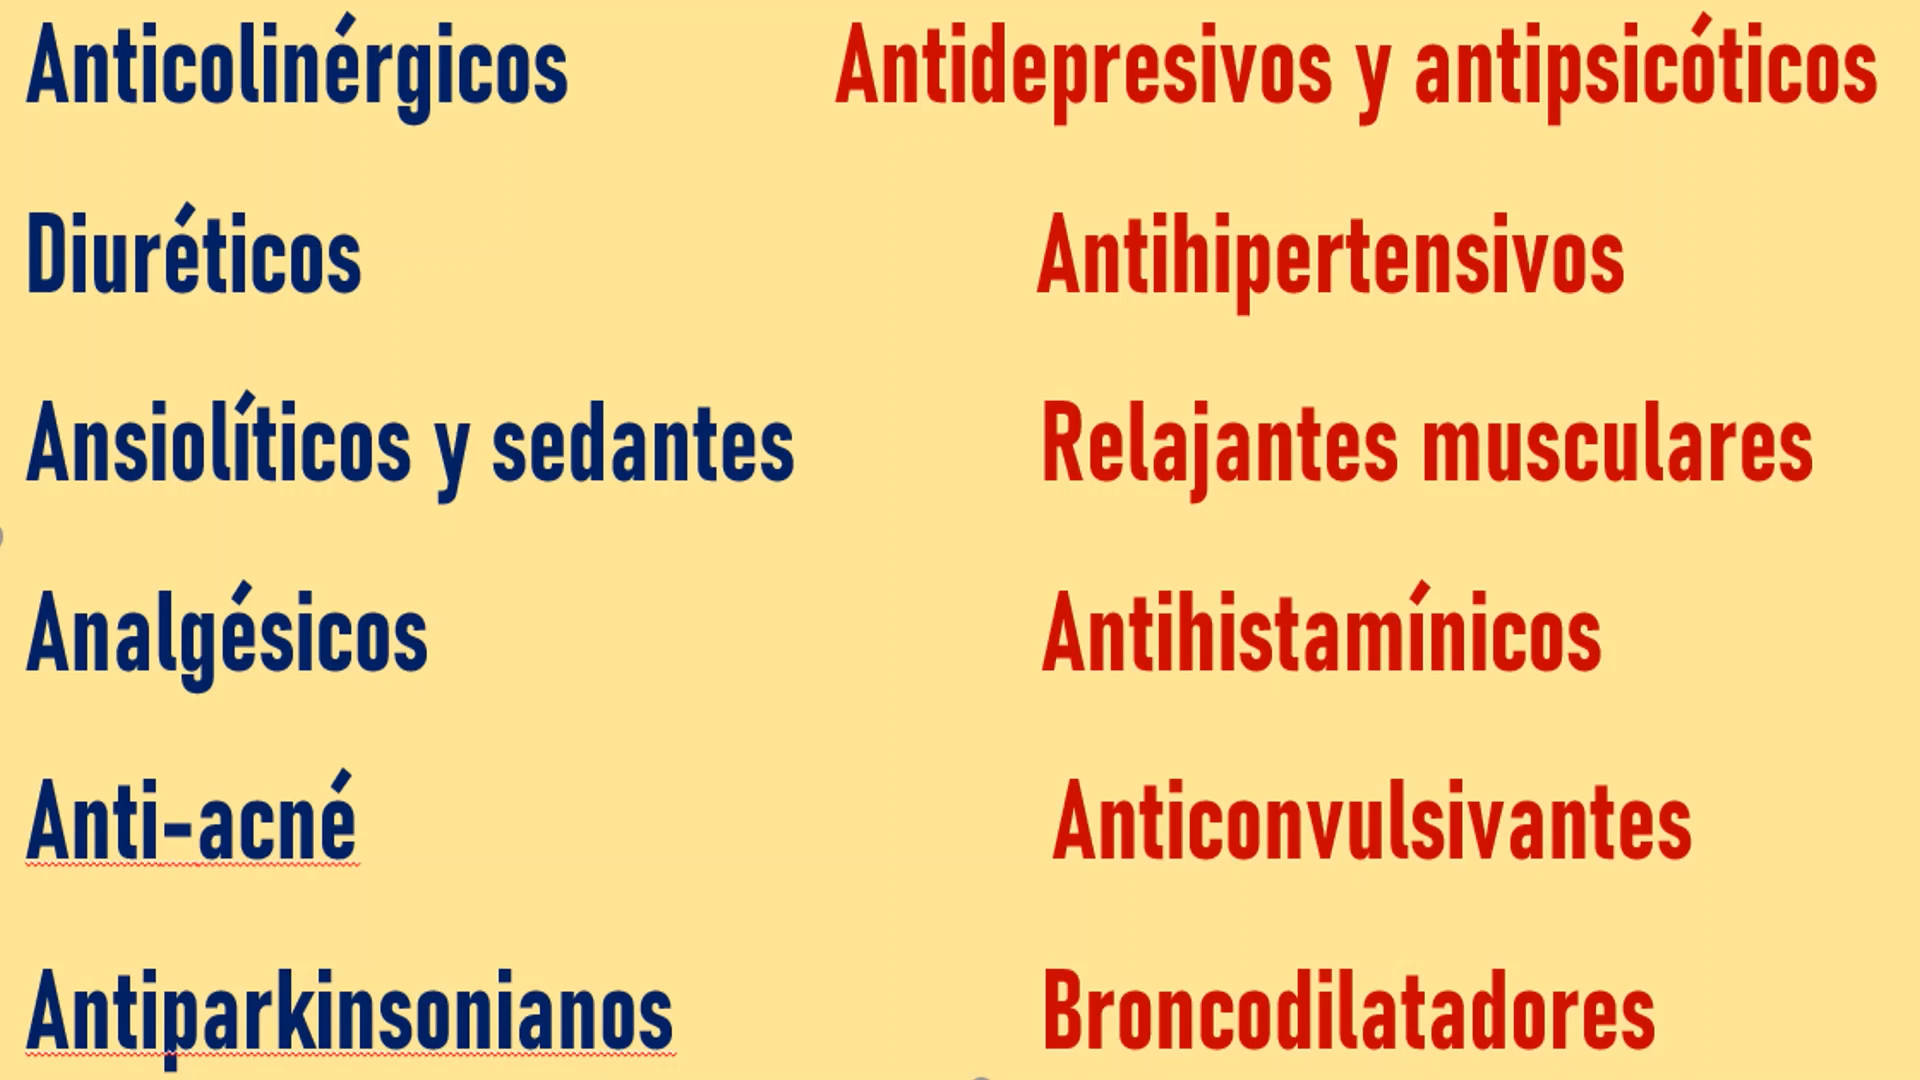 Anticolinérgicos Antidepresivos y antipsicóticos
Diuréticos Antihipertensivos
Ansiolíticos y sedantes Relajantes musculares
Analgésicos Antihistamínicos
Anti-acné Anticonvulsivantes
Antiparkinsonianos Broncodilatadores